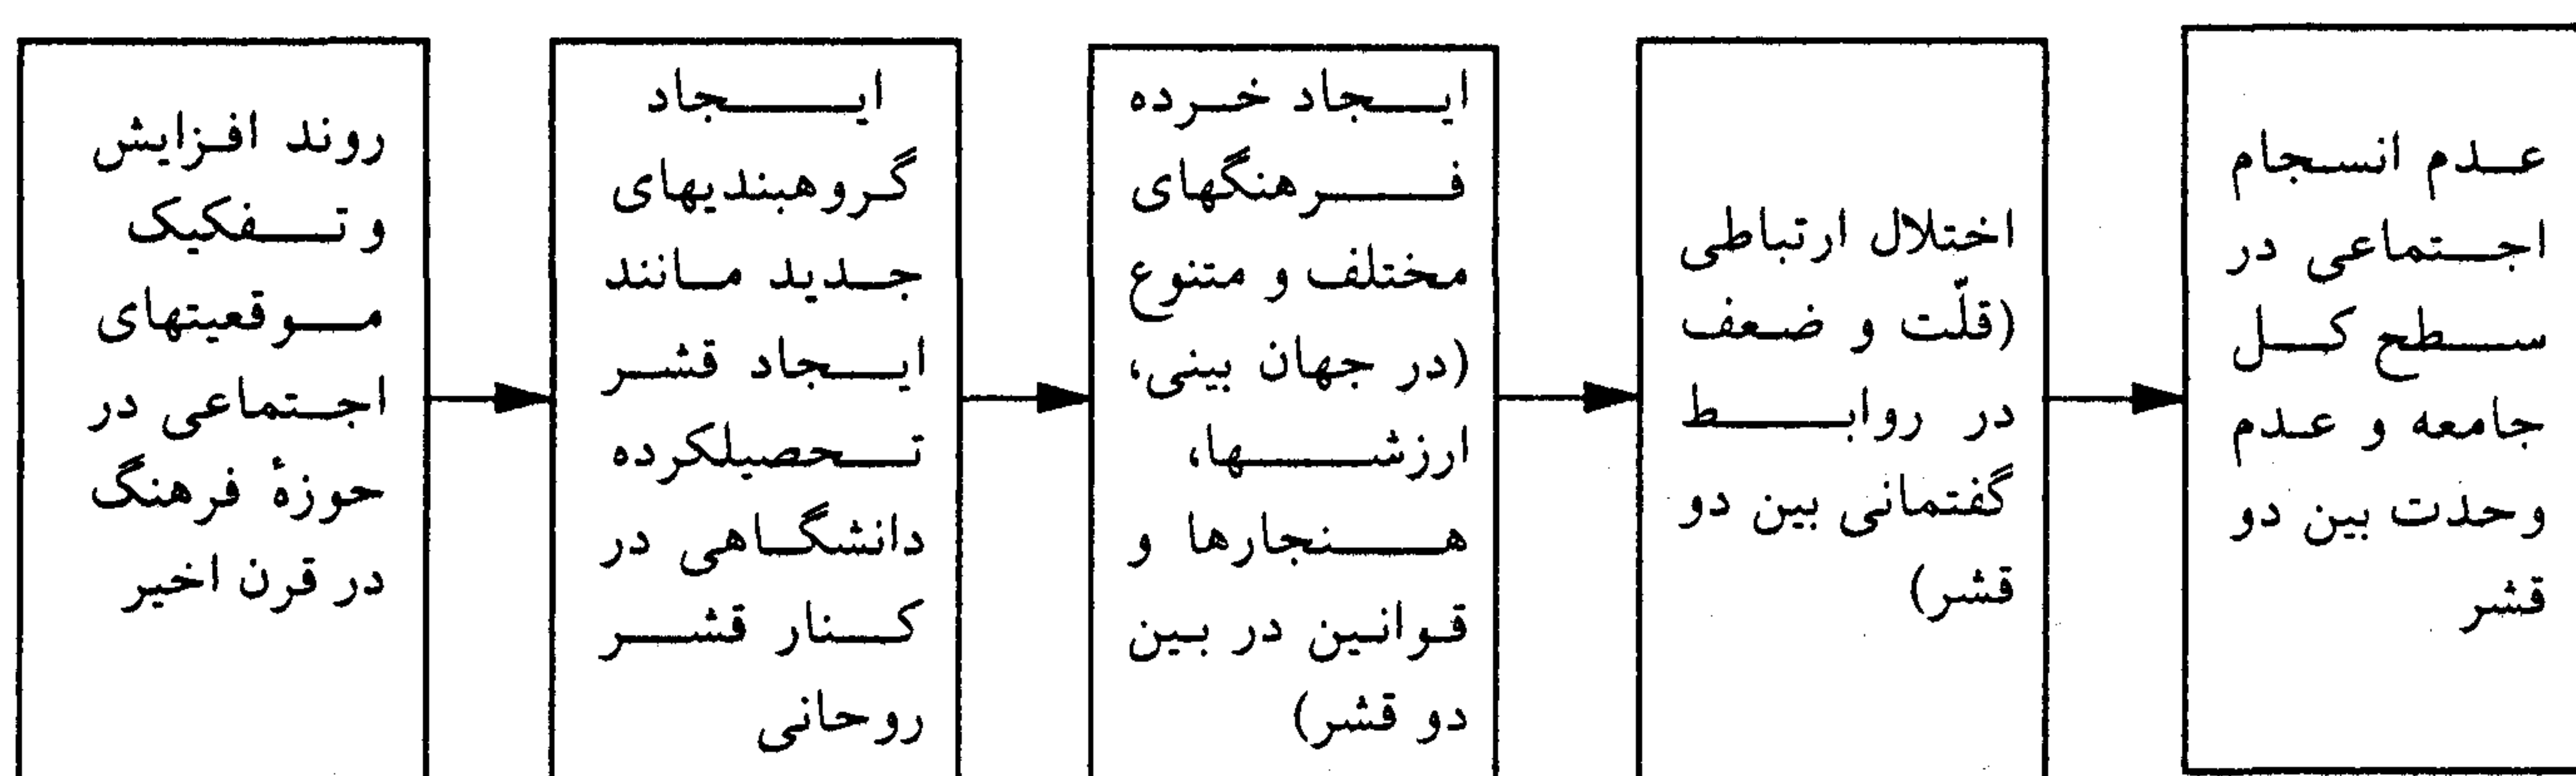 روند افزایش
و تفکیک
موقعیتهای
اجتماعی در
حوزهٔ فرهنگ
در قرن اخیر
ایجاد
گروهبندیهای
جدید مانند
ایجاد قشر
تحصیلکرده
دانشگاهی در
کنار قشر
روحانی
ایجاد خرده
فرهنگهای
مختلف و متنوع
(در جهان بینی،
ارزشها،
هنجارها و
قوانین در بین
دو قشر)
اختلال ارتباطی
(قلّت و ضعف
در روابط
گفتمانی بین دو
قشر)
عدم انسجام
اجتماعی در
سطح کل
جامعه و عدم
وحدت بین دو
قشر